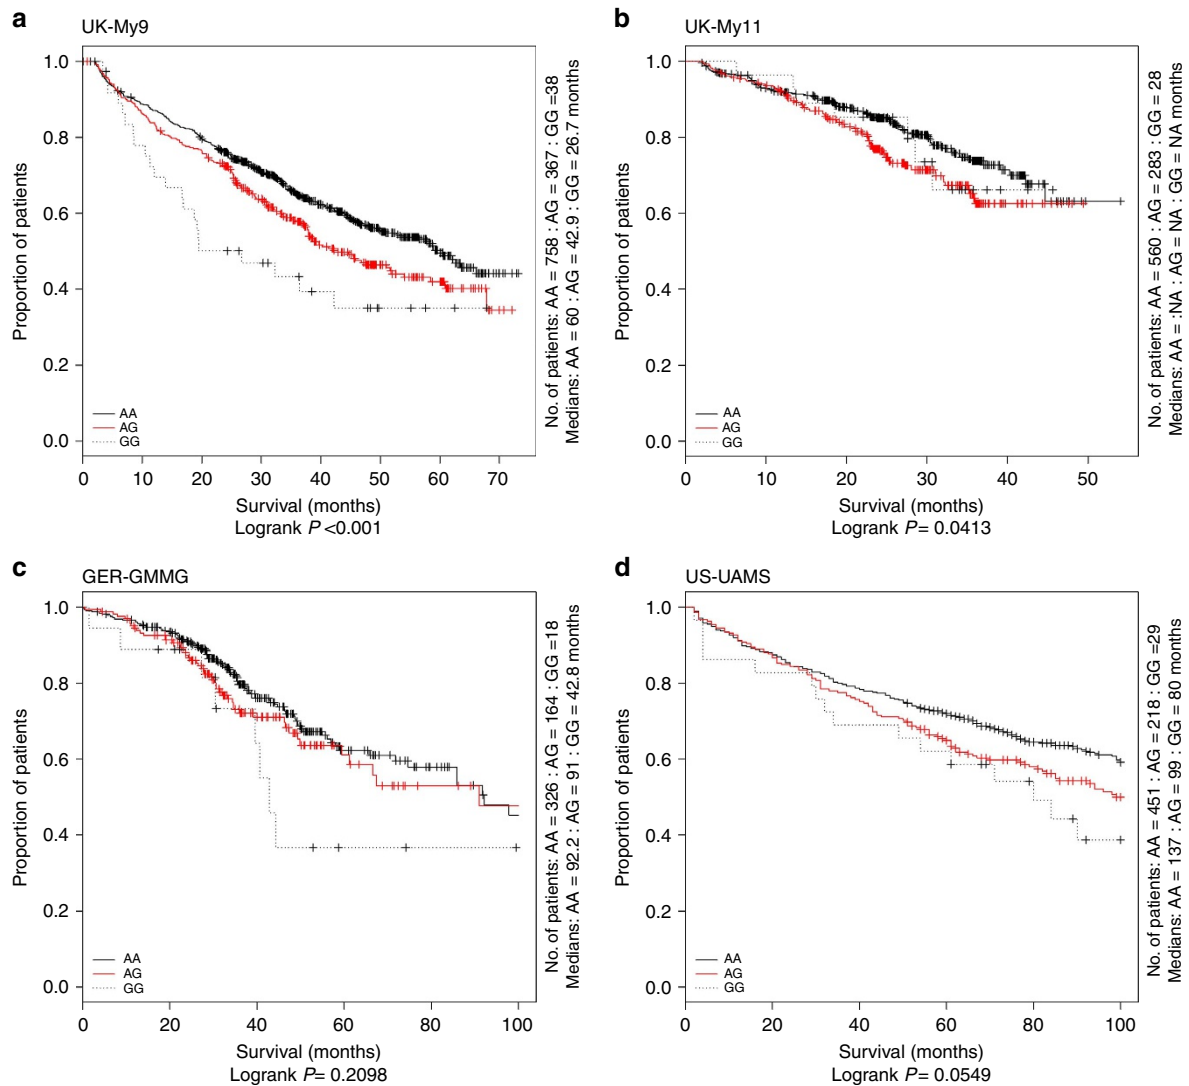 a
UK-My9
1.0
0.8
0.6
0.4
0.2
0.0
Proportion of patients
AA
AG
GG
0 10 20 30 40 50 60 70
Survival (months)
Logrank P <0.001
No. of patients: AA = 758 : AG = 367 : GG =38
Medians: AA = 60 : AG = 42.9 : GG = 26.7 months
b
UK-My11
1.0
0.8
0.6
0.4
0.2
0.0
Proportion of patients
AA
AG
GG
0 10 20 30 40 50
Survival (months)
Logrank P= 0.0413
No. of patients: AA = 560 : AG = 283 : GG = 28
Medians: AA = :NA : AG = NA : GG = NA months
c
GER-GMMG
1.0
0.8
0.6
0.4
0.2
0.0
Proportion of patients
AA
AG
GG
0 20 40 60 80 100
Survival (months)
Logrank P= 0.2098
No. of patients: AA = 326 : AG = 164 : GG =18
Medians: AA = 92.2 : AG = 91 : GG = 42.8 months
d
US-UAMS
1.0
0.8
0.6
0.4
0.2
0.0
Proportion of patients
AA
AG
GG
0 20 40 60 80 100
Survival (months)
Logrank P= 0.0549
No. of patients: AA = 451 : AG = 218 : GG =29
Medians: AA = 137 : AG = 99 : GG = 80 months